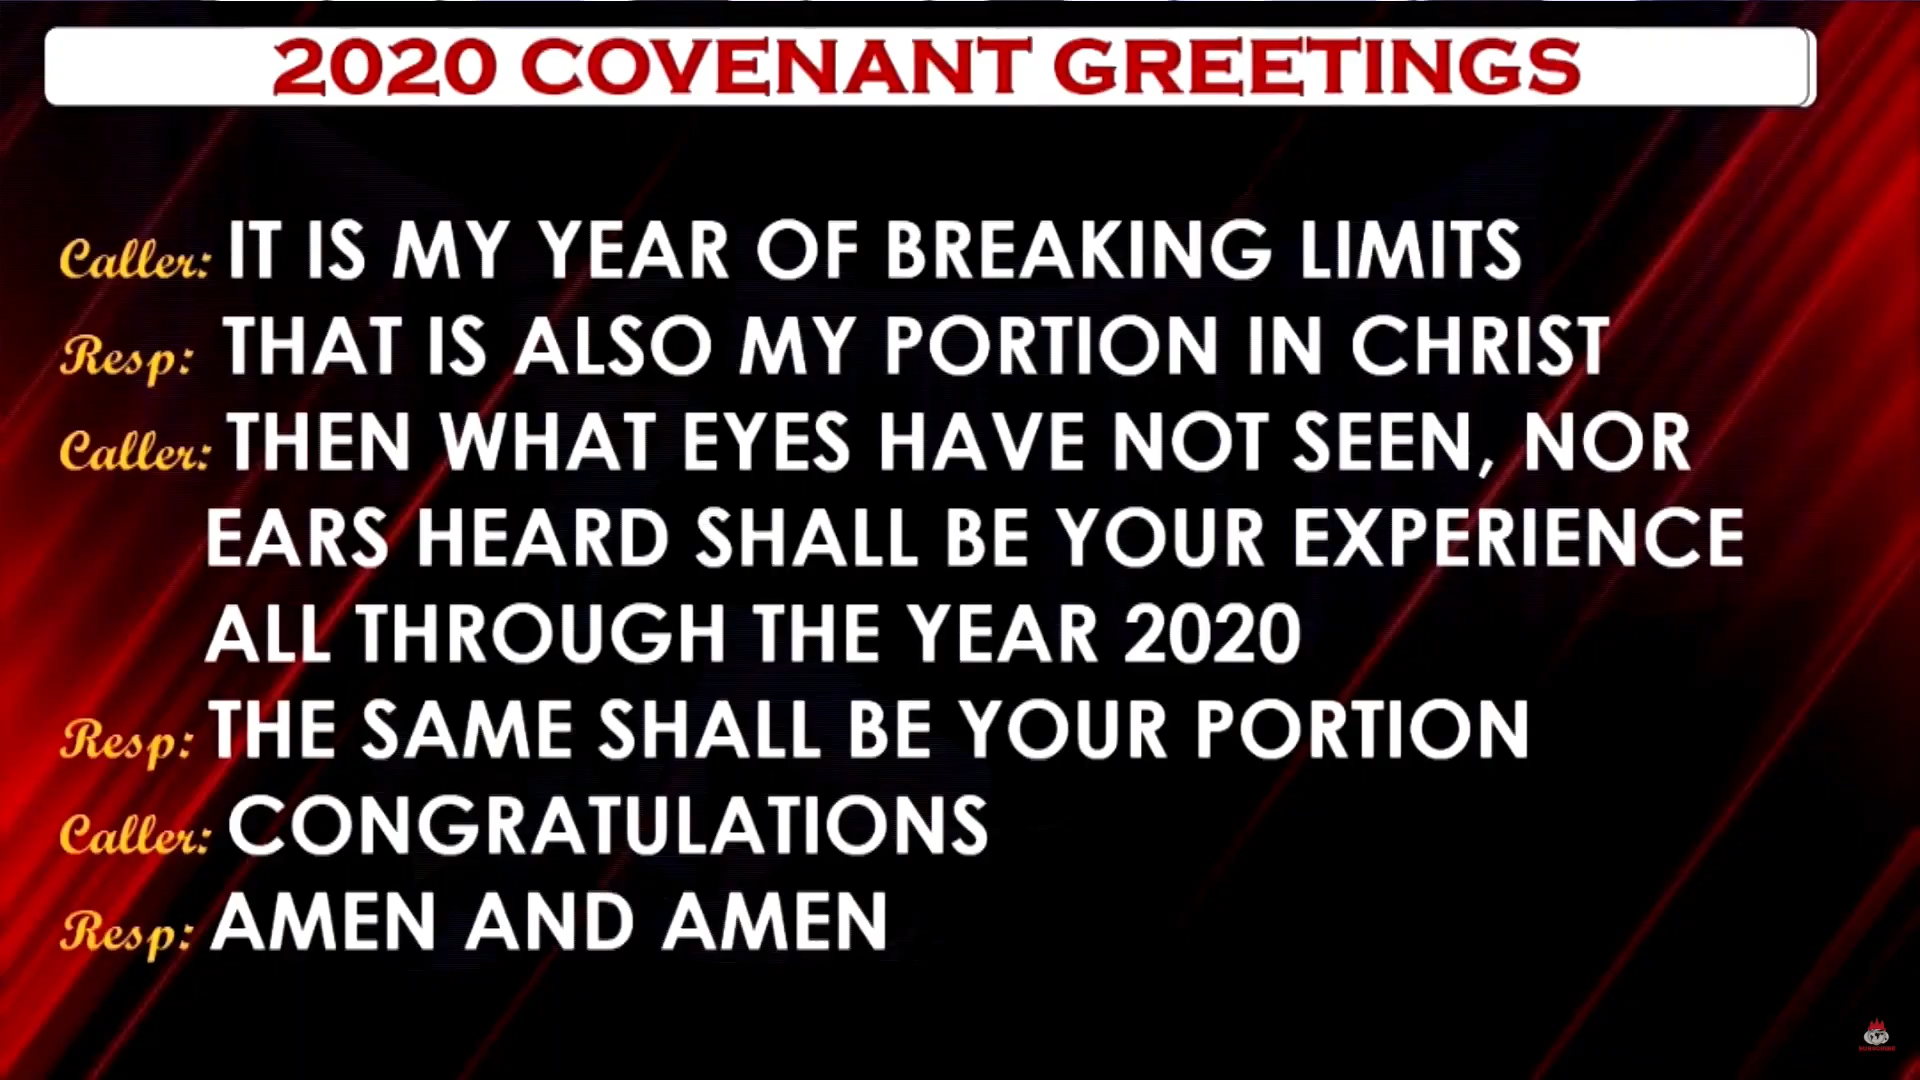 2020 COVENANT GREETINGS
Caller: IT IS MY YEAR OF BREAKING LIMITS
Resp: THAT IS ALSO MY PORTION IN CHRIST
Caller: THEN WHAT EYES HAVE NOT SEEN, NOR
EARS HEARD SHALL BE YOUR EXPERIENCE
ALL THROUGH THE YEAR 2020
Resp: THE SAME SHALL BE YOUR PORTION
Caller: CONGRATULATIONS
Resp: AMEN AND AMEN
SUBSCRIBE